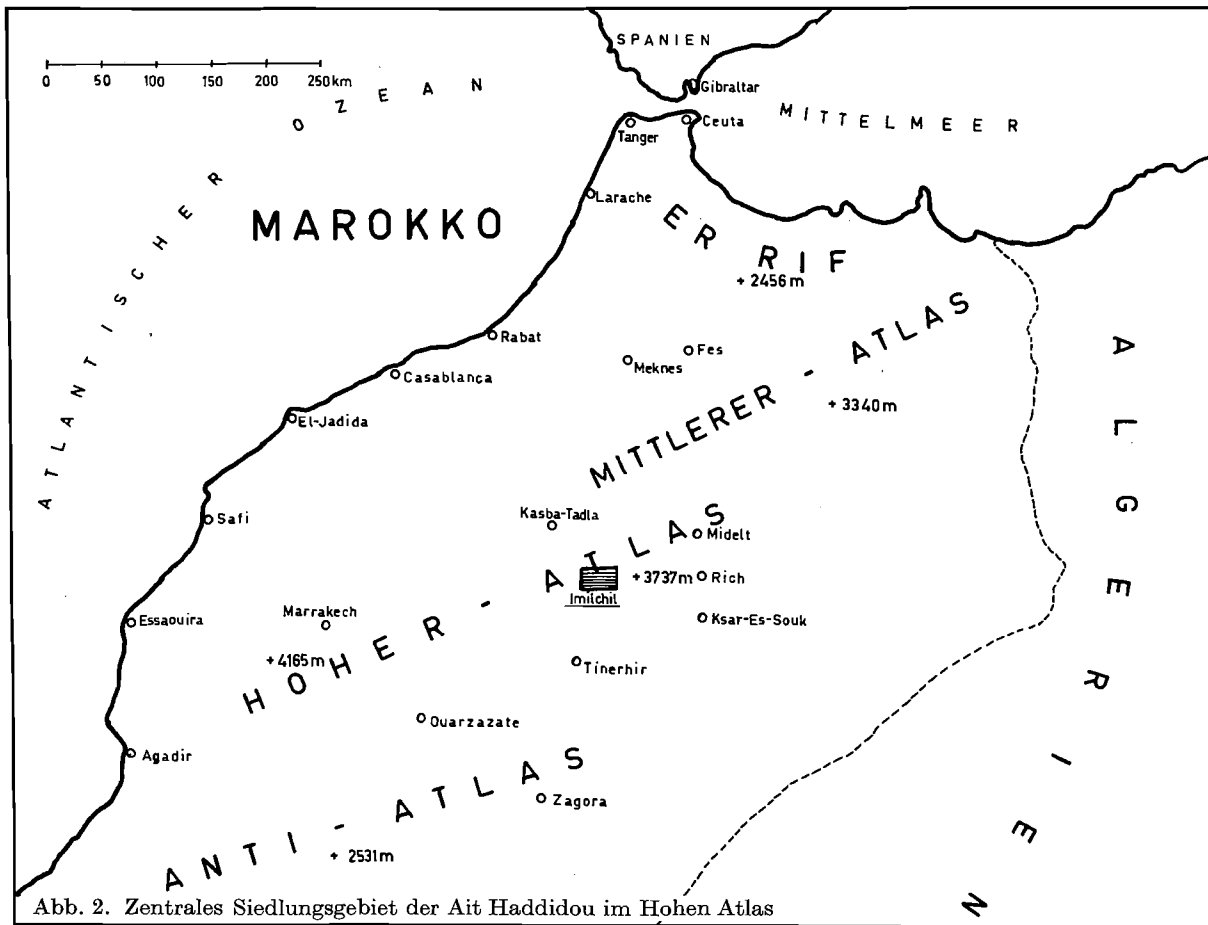 SPANIEN
0 50 100 150 200 250km
Gibraltar
ATLANTISCHER OZEAN
MITTELMEER
Tanger
Ceuta
Larache
MAROKKO
ER RIF
+ 2456m
Rabat
Fes
Meknes
Casablanca
MITTLERER - ATLAS
+ 3340m
ALGERIEN
El-Jadida
Safi
Kasba-Tadla
Midelt
HOHER - ATLAS
+3737m
Rich
Imilchil
Essaouira
Marrakech
Ksar-Es-Souk
+ 4165m
Tinerhir
Ouarzazate
Agadir
Zagora
ANTI - ATLAS
+ 2531m
Abb. 2. Zentrales Siedlungsgebiet der Ait Haddidou im Hohen Atlas